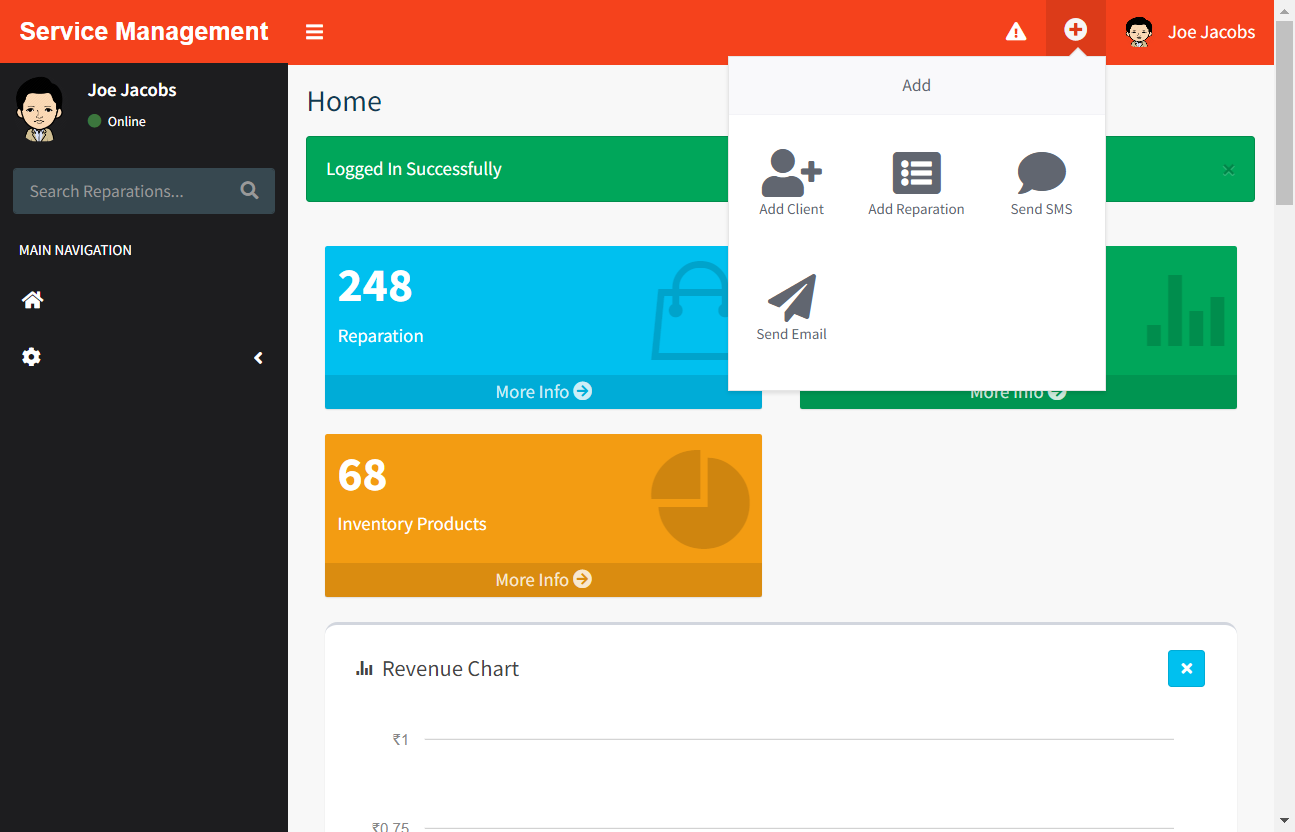 Service Management
Joe Jacobs
Joe Jacobs
Online
Search Reparations...
MAIN NAVIGATION
Home
Logged In Successfully
×
Add
Add Client
Add Reparation
Send SMS
Send Email
248
Reparation
More Info
More Info
68
Inventory Products
More Info
Revenue Chart
₹1
₹0.75